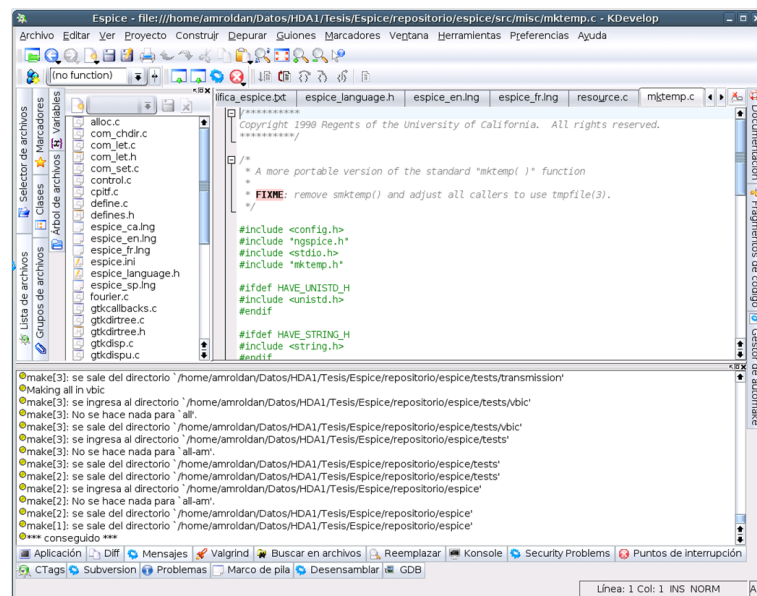 Espice - file:///home/amroldan/Datos/HDA1/Tesis/Espice/repositorio/espice/src/misc/mktemp.c - KDevelop
Archivo Editar Ver Proyecto Construir Depurar Guiones Marcadores Ventana Herramientas Preferencias Ayuda
(no function)
Selector de archivos
Lista de archivos
Marcadores
Clases
Grupos de archivos
Variables
Árbol de archivos
alloc.c
com_chdir.c
com_let.c
com_let.h
com_set.c
control.c
cpitf.c
define.c
defines.h
espice_ca.lng
espice_en.lng
espice_fr.lng
espice.ini
espice_language.h
espice_sp.lng
fourier.c
gtkcallbacks.c
gtkdirtree.c
gtkdirtree.h
gtkdisp.c
gtkdispu.c
lifica_espice.txt espice_language.h espice_en.lng espice_fr.lng resource.c mktemp.c
/**********
Copyright 1990 Regents of the University of California. All rights reserved.
**********/
/*
* A more portable version of the standard "mktemp( )" function
*
* FIXME: remove smktemp() and adjust all callers to use tmpfile(3).
*/
#include <config.h>
#include "ngspice.h"
#include <stdio.h>
#include "mktemp.h"
#ifdef HAVE_UNISTD_H
#include <unistd.h>
#endif
#ifdef HAVE_STRING_H
#include <string.h>
#endif
Documentación
Fragmentos de código
Gestor de automake
make[3]: se sale del directorio `/home/amroldan/Datos/HDA1/Tesis/Espice/repositorio/espice/tests/transmission'
Making all in vbic
make[3]: se ingresa al directorio `/home/amroldan/Datos/HDA1/Tesis/Espice/repositorio/espice/tests/vbic'
make[3]: No se hace nada para `all'.
make[3]: se sale del directorio `/home/amroldan/Datos/HDA1/Tesis/Espice/repositorio/espice/tests/vbic'
make[3]: se ingresa al directorio `/home/amroldan/Datos/HDA1/Tesis/Espice/repositorio/espice/tests'
make[3]: No se hace nada para `all-am'.
make[3]: se sale del directorio `/home/amroldan/Datos/HDA1/Tesis/Espice/repositorio/espice/tests'
make[2]: se sale del directorio `/home/amroldan/Datos/HDA1/Tesis/Espice/repositorio/espice/tests'
make[2]: se ingresa al directorio `/home/amroldan/Datos/HDA1/Tesis/Espice/repositorio/espice'
make[2]: No se hace nada para `all-am'.
make[2]: se sale del directorio `/home/amroldan/Datos/HDA1/Tesis/Espice/repositorio/espice'
make[1]: se sale del directorio `/home/amroldan/Datos/HDA1/Tesis/Espice/repositorio/espice'
*** conseguido ***
Aplicación Diff Mensajes Valgrind Buscar en archivos Reemplazar Konsole Security Problems Puntos de interrupción
CTags Subversion Problemas Marco de pila Desensamblar GDB
Línea: 1 Col: 1 INS NORM